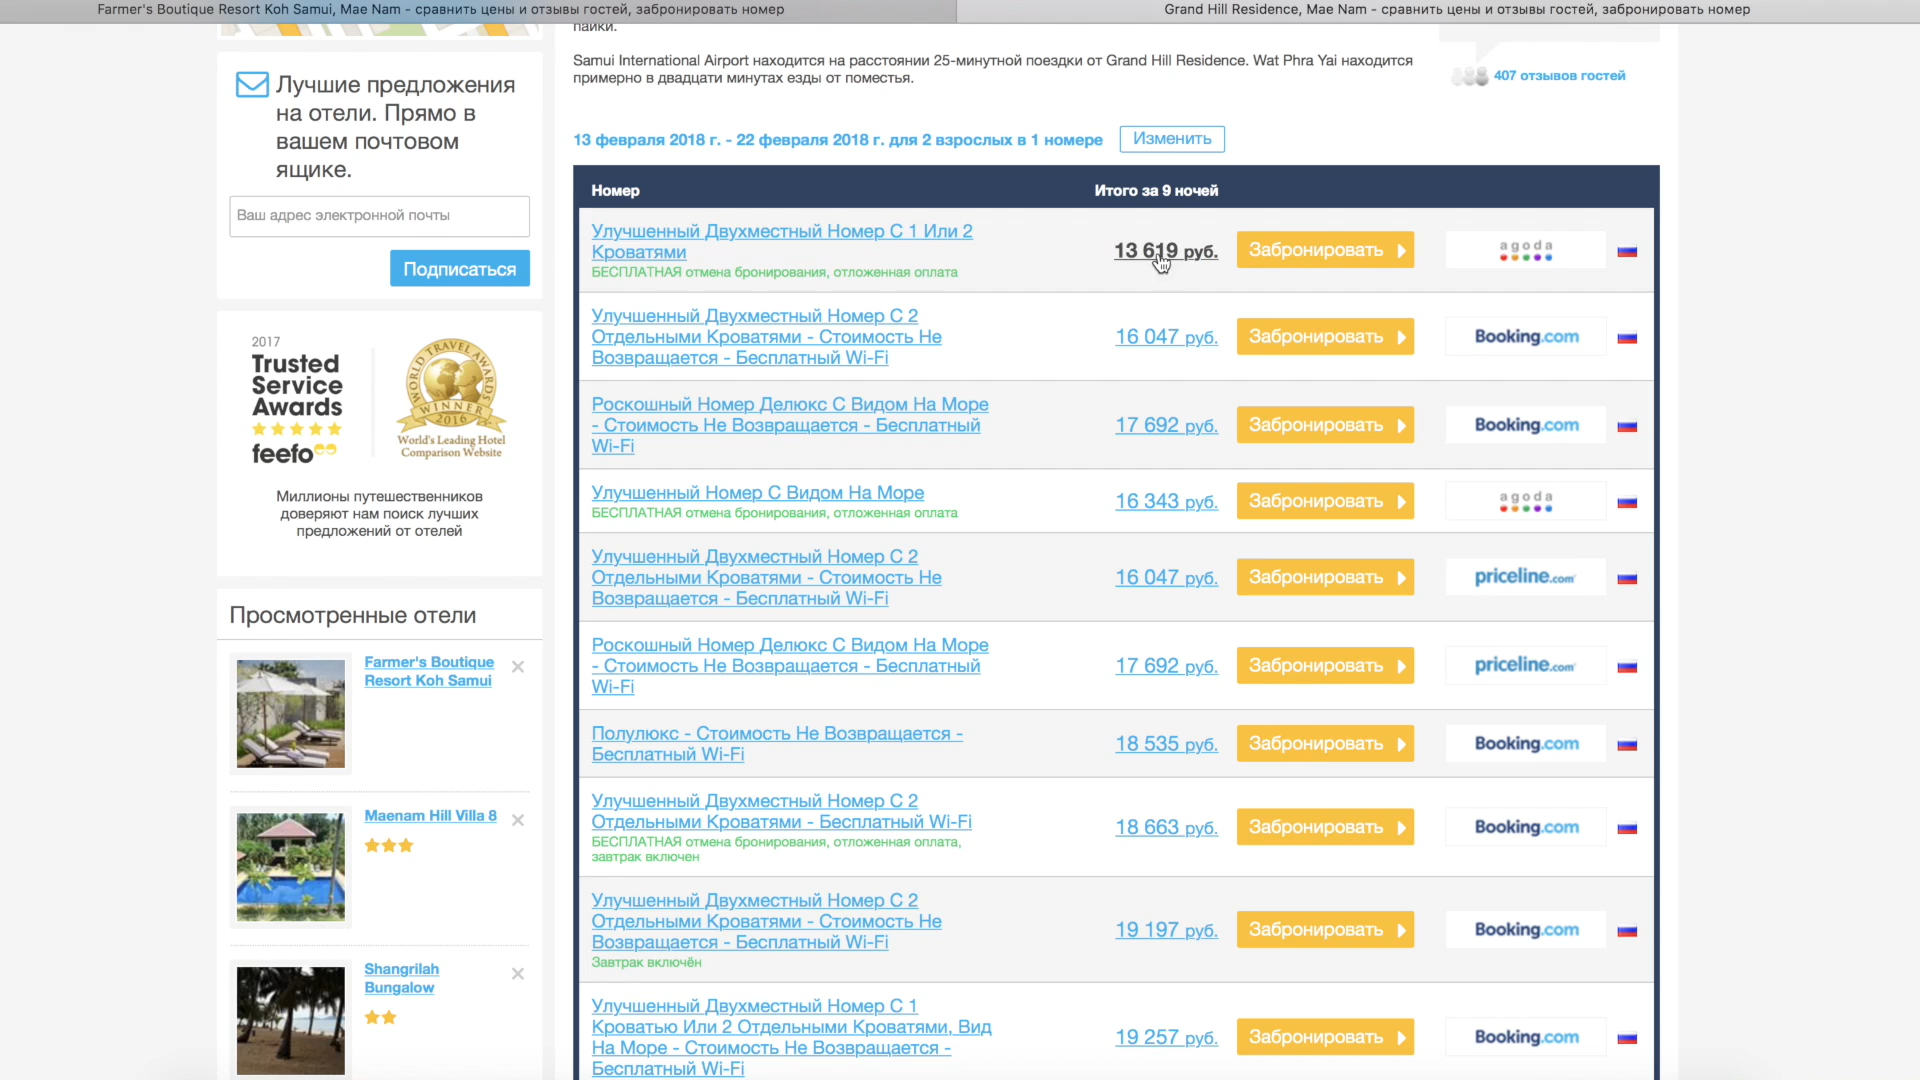 Farmer's Boutique Resort Koh Samui, Mae Nam - сравнить цены и отзывы гостей, забронировать номер
Grand Hill Residence, Mae Nam - сравнить цены и отзывы гостей, забронировать номер
пайки.
Samui International Airport находится на расстоянии 25-минутной поездки от Grand Hill Residence. Wat Phra Yai находится
примерно в двадцати минутах езды от поместья.
407 отзывов гостей
Лучшие предложения
на отели. Прямо в
вашем почтовом
ящике.
Ваш адрес электронной почты
Подписаться
2017
Trusted
Service
Awards
feefo
WORLD TRAVEL AWARDS
WINNER
2016
World's Leading Hotel
Comparison Website
Миллионы путешественников
доверяют нам поиск лучших
предложений от отелей
Просмотренные отели
Farmer's Boutique
Resort Koh Samui
Maenam Hill Villa 8
Shangrilah
Bungalow
13 февраля 2018 г. - 22 февраля 2018 г. для 2 взрослых в 1 номере
Изменить
Номер
Итого за 9 ночей
Улучшенный Двухместный Номер С 1 Или 2
Кроватями
БЕСПЛАТНАЯ отмена бронирования, отложенная оплата
13 619 руб.
Забронировать
agoda
Улучшенный Двухместный Номер С 2
Отдельными Кроватями - Стоимость Не
Возвращается - Бесплатный Wi-Fi
16 047 руб.
Забронировать
Booking.com
Роскошный Номер Делюкс С Видом На Море
- Стоимость Не Возвращается - Бесплатный
Wi-Fi
17 692 руб.
Забронировать
Booking.com
Улучшенный Номер С Видом На Море
БЕСПЛАТНАЯ отмена бронирования, отложенная оплата
16 343 руб.
Забронировать
agoda
Улучшенный Двухместный Номер С 2
Отдельными Кроватями - Стоимость Не
Возвращается - Бесплатный Wi-Fi
16 047 руб.
Забронировать
priceline.com
Роскошный Номер Делюкс С Видом На Море
- Стоимость Не Возвращается - Бесплатный
Wi-Fi
17 692 руб.
Забронировать
priceline.com
Полулюкс - Стоимость Не Возвращается -
Бесплатный Wi-Fi
18 535 руб.
Забронировать
Booking.com
Улучшенный Двухместный Номер С 2
Отдельными Кроватями - Бесплатный Wi-Fi
БЕСПЛАТНАЯ отмена бронирования, отложенная оплата,
завтрак включен
18 663 руб.
Забронировать
Booking.com
Улучшенный Двухместный Номер С 2
Отдельными Кроватями - Стоимость Не
Возвращается - Бесплатный Wi-Fi
Завтрак включён
19 197 руб.
Забронировать
Booking.com
Улучшенный Двухместный Номер С 1
Кроватью Или 2 Отдельными Кроватями, Вид
На Море - Стоимость Не Возвращается -
Бесплатный Wi-Fi
19 257 руб.
Забронировать
Booking.com